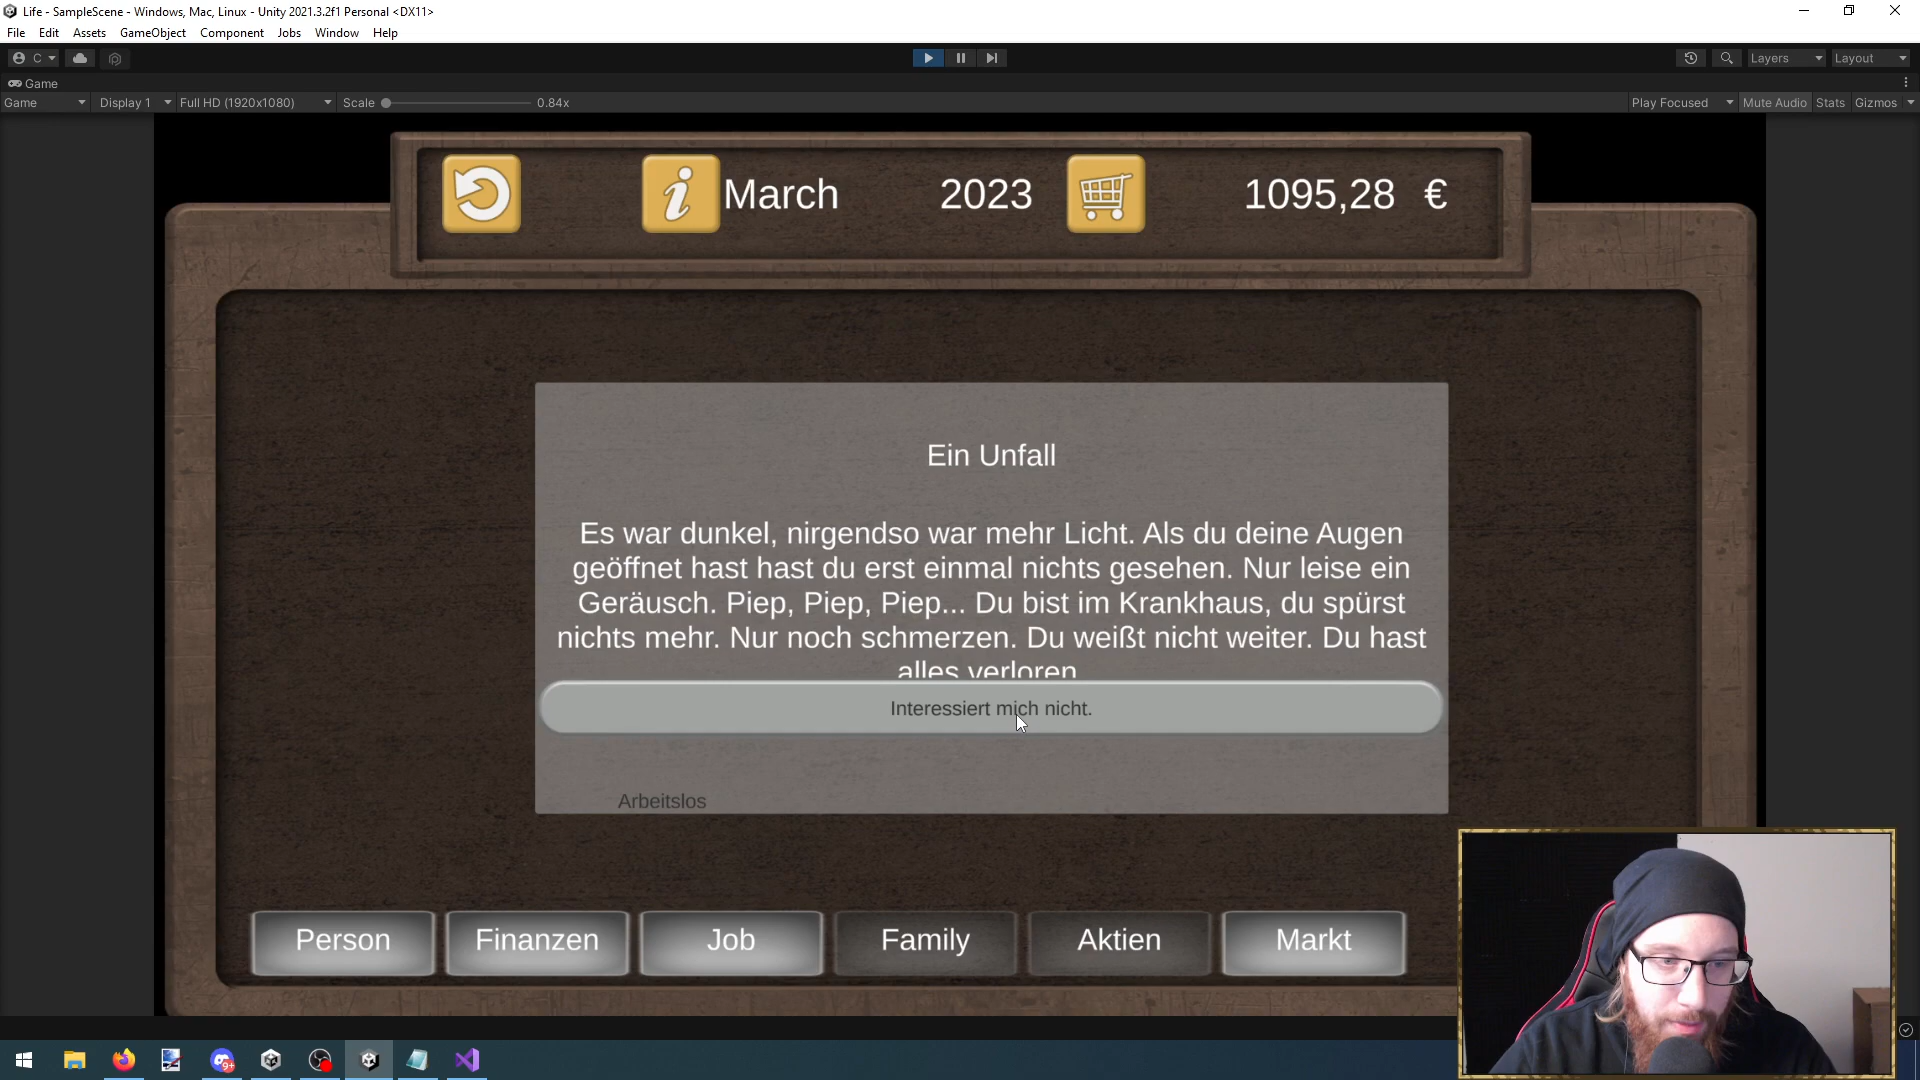 Life - SampleScene - Windows, Mac, Linux - Unity 2021.3.2f1 Personal <DX11>
File Edit Assets GameObject Component Jobs Window Help
C Layers Layout
Game
Game Display 1 Full HD (1920x1080) Scale 0.84x Play Focused Mute Audio Stats Gizmos
i March 2023 1095,28 €
Ein Unfall
Es war dunkel, nirgendso war mehr Licht. Als du deine Augen
geöffnet hast hast du erst einmal nichts gesehen. Nur leise ein
Geräusch. Piep, Piep, Piep... Du bist im Krankhaus, du spürst
nichts mehr. Nur noch schmerzen. Du weißt nicht weiter. Du hast
alles verloren
Interessiert mich nicht.
Arbeitslos
Person Finanzen Job Family Aktien Markt
9+